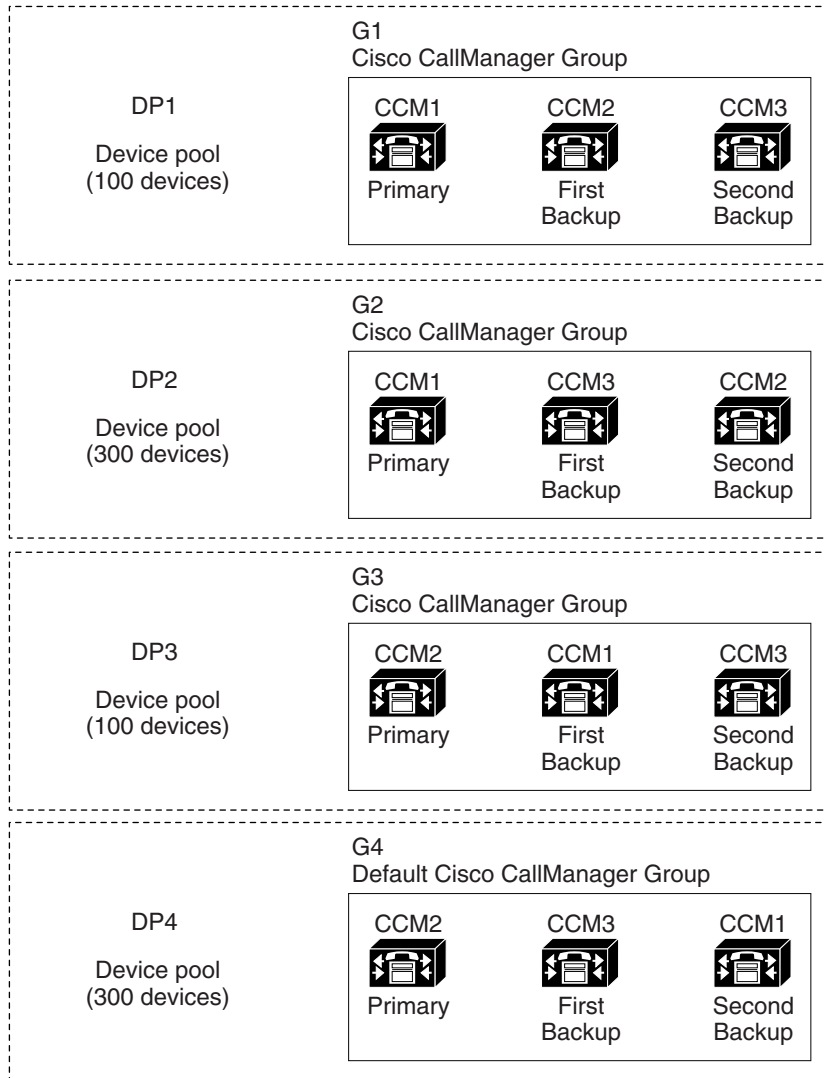 G1
Cisco CallManager Group
DP1
Device pool
(100 devices)
CCM1
Primary
CCM2
First
Backup
CCM3
Second
Backup
G2
Cisco CallManager Group
DP2
Device pool
(300 devices)
CCM1
Primary
CCM3
First
Backup
CCM2
Second
Backup
G3
Cisco CallManager Group
DP3
Device pool
(100 devices)
CCM2
Primary
CCM1
First
Backup
CCM3
Second
Backup
G4
Default Cisco CallManager Group
DP4
Device pool
(300 devices)
CCM2
Primary
CCM3
First
Backup
CCM1
Second
Backup